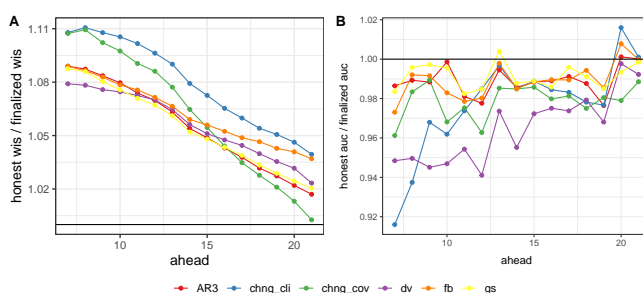 A
honest wis / finalized wis
1.11
1.08
1.05
1.02
10
15
20
ahead
B
honest auc / finalized auc
1.02
1.00
0.98
0.96
0.94
0.92
10
15
20
ahead
AR3 chng_cli chng_cov dv fb gs